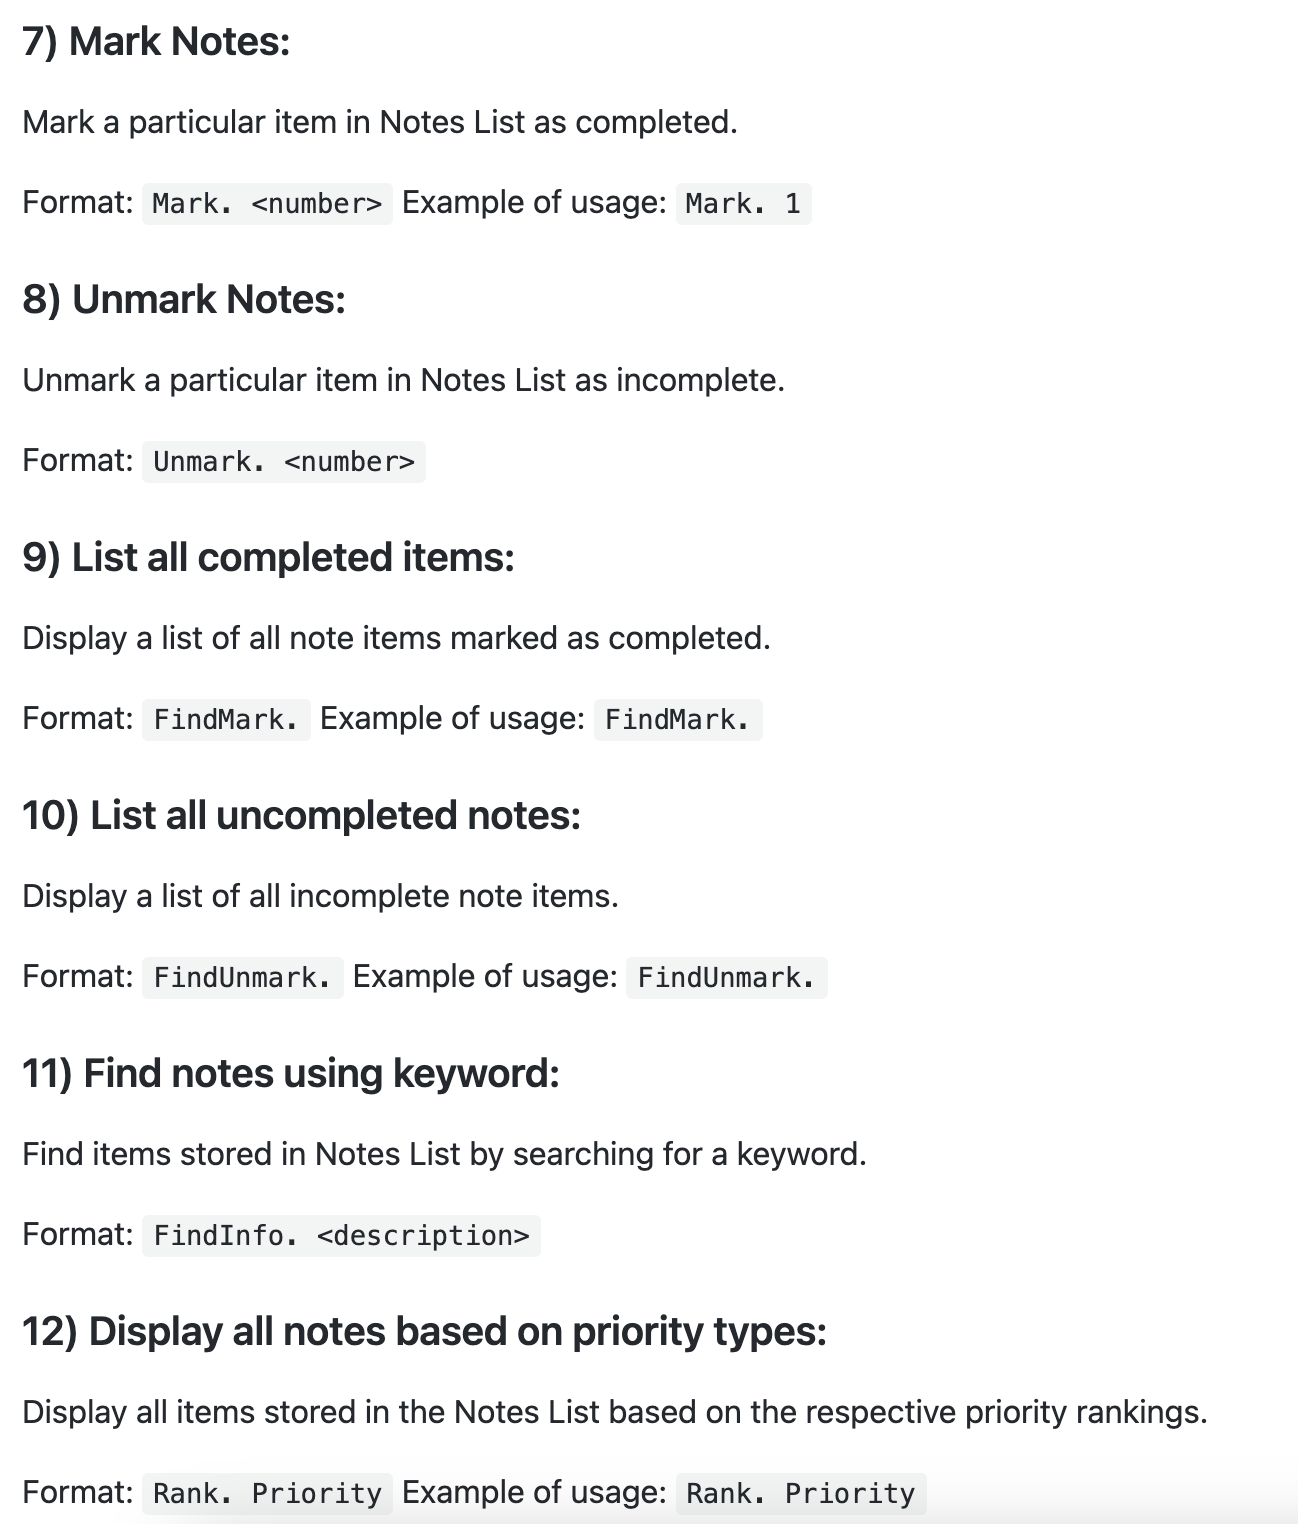 7) Mark Notes:
Mark a particular item in Notes List as completed.
Format: Mark. <number> Example of usage: Mark. 1
8) Unmark Notes:
Unmark a particular item in Notes List as incomplete.
Format: Unmark. <number>
9) List all completed items:
Display a list of all note items marked as completed.
Format: FindMark. Example of usage: FindMark.
10) List all uncompleted notes:
Display a list of all incomplete note items.
Format: FindUnmark. Example of usage: FindUnmark.
11) Find notes using keyword:
Find items stored in Notes List by searching for a keyword.
Format: FindInfo. <description>
12) Display all notes based on priority types:
Display all items stored in the Notes List based on the respective priority rankings.
Format: Rank. Priority Example of usage: Rank. Priority